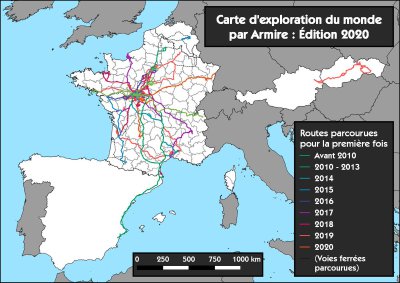 Carte d'exploration du monde
par Armire : Édition 2020
Routes parcourues
pour la première fois
Avant 2010
2010 - 2013
2014
2015
2016
2017
2018
2019
2020
(Voies ferrées
parcourues)
0 250 500 750 1000 km